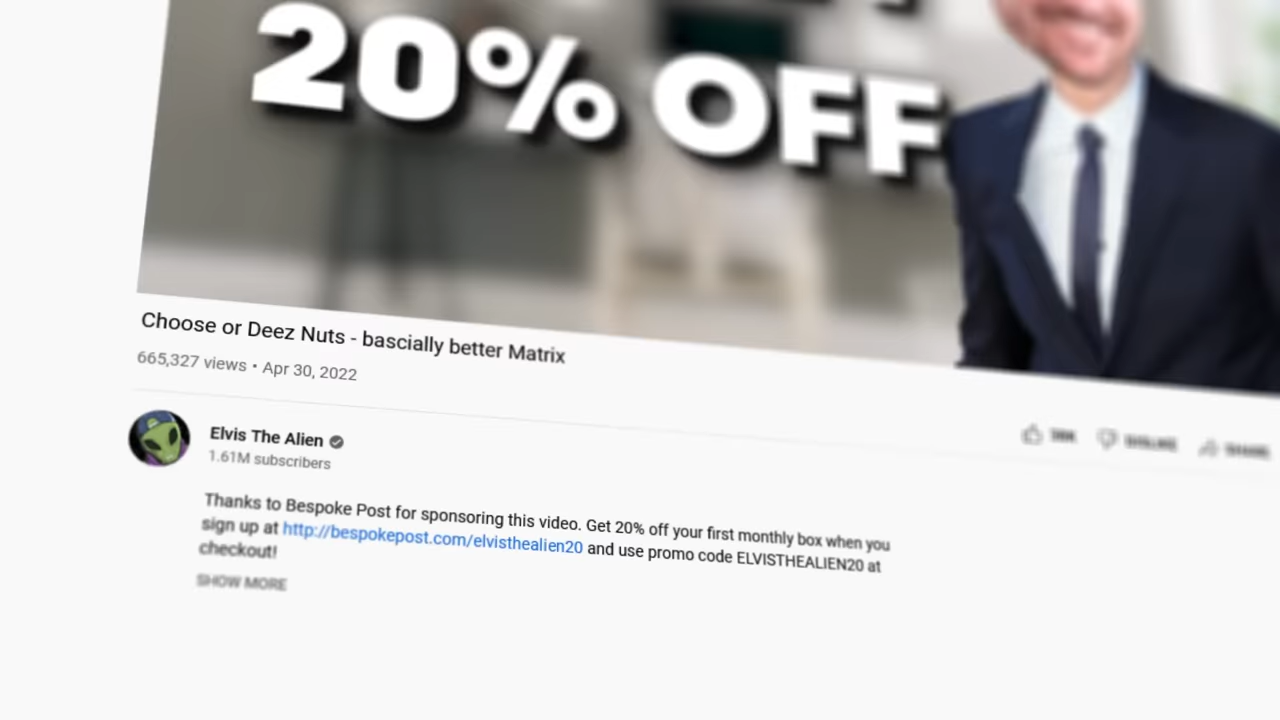 20% OFF
Choose or Deez Nuts - bascially better Matrix
665,327 views • Apr 30, 2022
Elvis The Alien
1.61M subscribers
Thanks to Bespoke Post for sponsoring this video. Get 20% off your first monthly box when you
sign up at http://bespokepost.com/elvisthealien20 and use promo code ELVISTHEALIEN20 at
checkout!
SHOW MORE
DISLIKE
SHARE